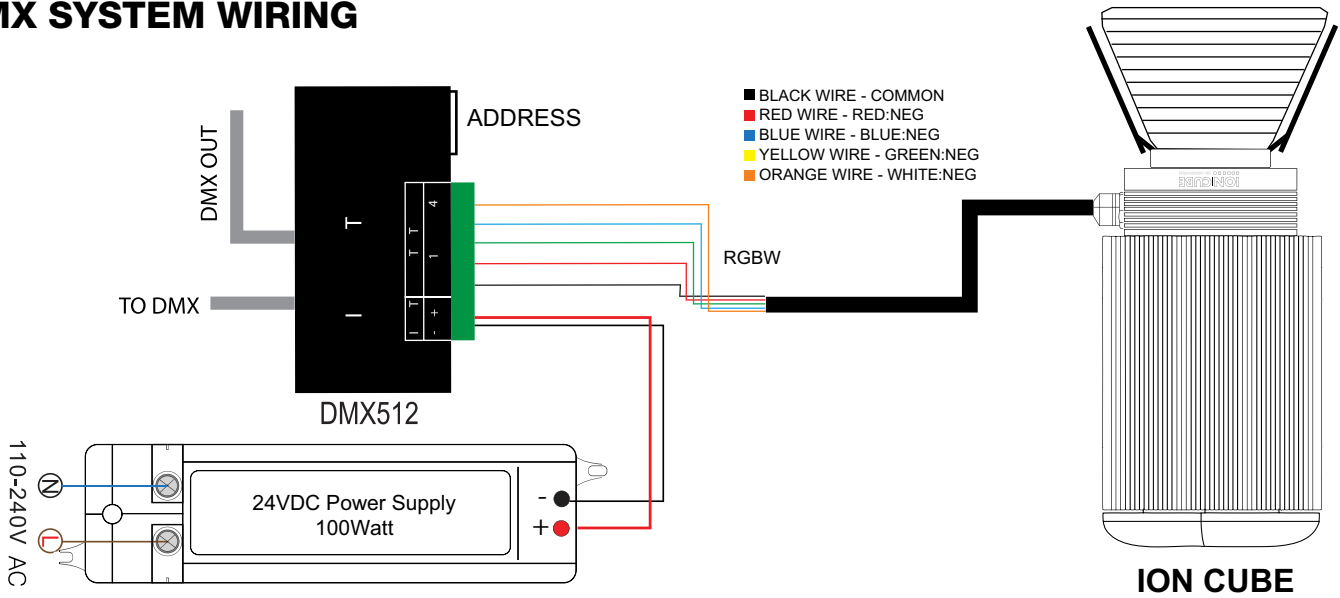 MX SYSTEM WIRING
ADDRESS
BLACK WIRE - COMMON
RED WIRE - RED:NEG
BLUE WIRE - BLUE:NEG
YELLOW WIRE - GREEN:NEG
ORANGE WIRE - WHITE:NEG
DMX OUT
T
T T
4
1
RGBW
TO DMX
I
I T
- +
DMX512
IONICUBE
110-240V AC
N
L
24VDC Power Supply
100Watt
-
+
ION CUBE